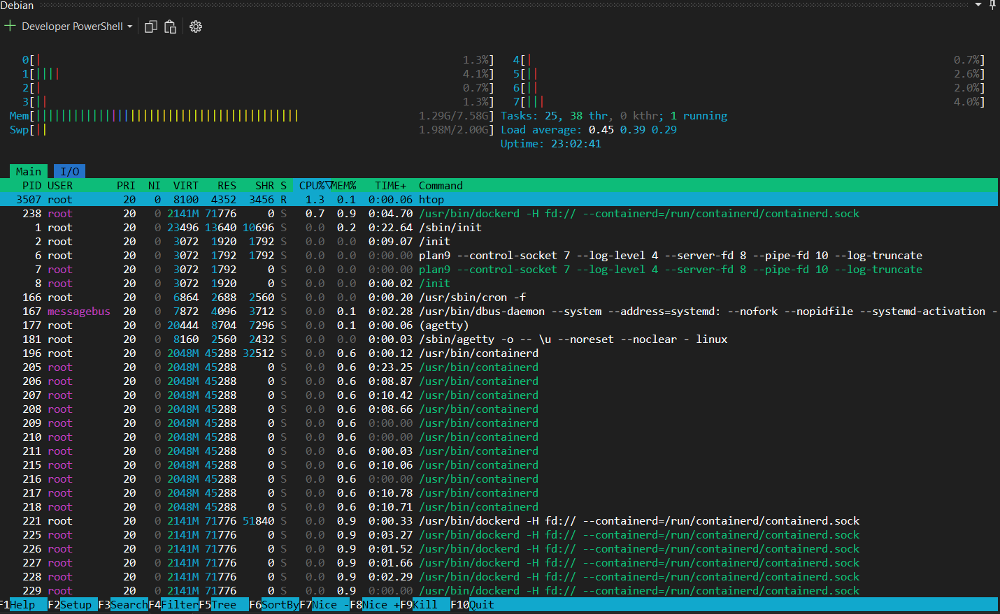 Debian
Developer PowerShell
0[| 1.3%] 4[| 0.7%]
1[|||| 4.1%] 5[|| 2.6%]
2[| 0.7%] 6[|| 2.0%]
3[|| 1.3%] 7[||| 4.0%]
Mem[||||||||||||||||||||||||||||||||||||||||||1.29G/7.58G] Tasks: 25, 38 thr, 0 kthr; 1 running
Swp[|| 1.98M/2.00G] Load average: 0.45 0.39 0.29
Uptime: 23:02:41
Main I/O
PID USER PRI NI VIRT RES SHR S CPU%▽MEM% TIME+ Command
3507 root 20 0 8100 4352 3456 R 1.3 0.1 0:00.06 htop
238 root 20 0 2141M 71776 0 S 0.7 0.9 0:04.70 /usr/bin/dockerd -H fd:// --containerd=/run/containerd/containerd.sock
1 root 20 0 23496 13640 10696 S 0.0 0.2 0:22.64 /sbin/init
2 root 20 0 3072 1920 1792 S 0.0 0.0 0:09.07 /init
6 root 20 0 3072 1792 1792 S 0.0 0.0 0:00.00 plan9 --control-socket 7 --log-level 4 --server-fd 8 --pipe-fd 10 --log-truncate
7 root 20 0 3072 1792 0 S 0.0 0.0 0:00.00 plan9 --control-socket 7 --log-level 4 --server-fd 8 --pipe-fd 10 --log-truncate
8 root 20 0 3072 1920 0 S 0.0 0.0 0:00.02 /init
166 root 20 0 6864 2688 2560 S 0.0 0.0 0:00.20 /usr/sbin/cron -f
167 messagebus 20 0 7872 4096 3712 S 0.0 0.1 0:02.28 /usr/bin/dbus-daemon --system --address=systemd: --nofork --nopidfile --systemd-activation -
177 root 20 0 20444 8704 7296 S 0.0 0.1 0:00.06 (agetty)
181 root 20 0 8160 2560 2432 S 0.0 0.0 0:00.03 /sbin/agetty -o -- \u --noreset --noclear - linux
196 root 20 0 2048M 45288 32512 S 0.0 0.6 0:00.12 /usr/bin/containerd
205 root 20 0 2048M 45288 0 S 0.0 0.6 0:23.25 /usr/bin/containerd
206 root 20 0 2048M 45288 0 S 0.0 0.6 0:08.87 /usr/bin/containerd
207 root 20 0 2048M 45288 0 S 0.0 0.6 0:10.42 /usr/bin/containerd
208 root 20 0 2048M 45288 0 S 0.0 0.6 0:08.66 /usr/bin/containerd
209 root 20 0 2048M 45288 0 S 0.0 0.6 0:00.00 /usr/bin/containerd
210 root 20 0 2048M 45288 0 S 0.0 0.6 0:00.00 /usr/bin/containerd
211 root 20 0 2048M 45288 0 S 0.0 0.6 0:00.03 /usr/bin/containerd
215 root 20 0 2048M 45288 0 S 0.0 0.6 0:10.06 /usr/bin/containerd
216 root 20 0 2048M 45288 0 S 0.0 0.6 0:00.00 /usr/bin/containerd
217 root 20 0 2048M 45288 0 S 0.0 0.6 0:10.78 /usr/bin/containerd
218 root 20 0 2048M 45288 0 S 0.0 0.6 0:10.71 /usr/bin/containerd
221 root 20 0 2141M 71776 51840 S 0.0 0.9 0:00.33 /usr/bin/dockerd -H fd:// --containerd=/run/containerd/containerd.sock
225 root 20 0 2141M 71776 0 S 0.0 0.9 0:03.27 /usr/bin/dockerd -H fd:// --containerd=/run/containerd/containerd.sock
226 root 20 0 2141M 71776 0 S 0.0 0.9 0:01.52 /usr/bin/dockerd -H fd:// --containerd=/run/containerd/containerd.sock
227 root 20 0 2141M 71776 0 S 0.0 0.9 0:01.66 /usr/bin/dockerd -H fd:// --containerd=/run/containerd/containerd.sock
228 root 20 0 2141M 71776 0 S 0.0 0.9 0:02.29 /usr/bin/dockerd -H fd:// --containerd=/run/containerd/containerd.sock
229 root 20 0 2141M 71776 0 S 0.0 0.9 0:00.00 /usr/bin/dockerd -H fd:// --containerd=/run/containerd/containerd.sock
F1Help F2Setup F3SearchF4FilterF5Tree F6SortByF7Nice -F8Nice +F9Kill F10Quit